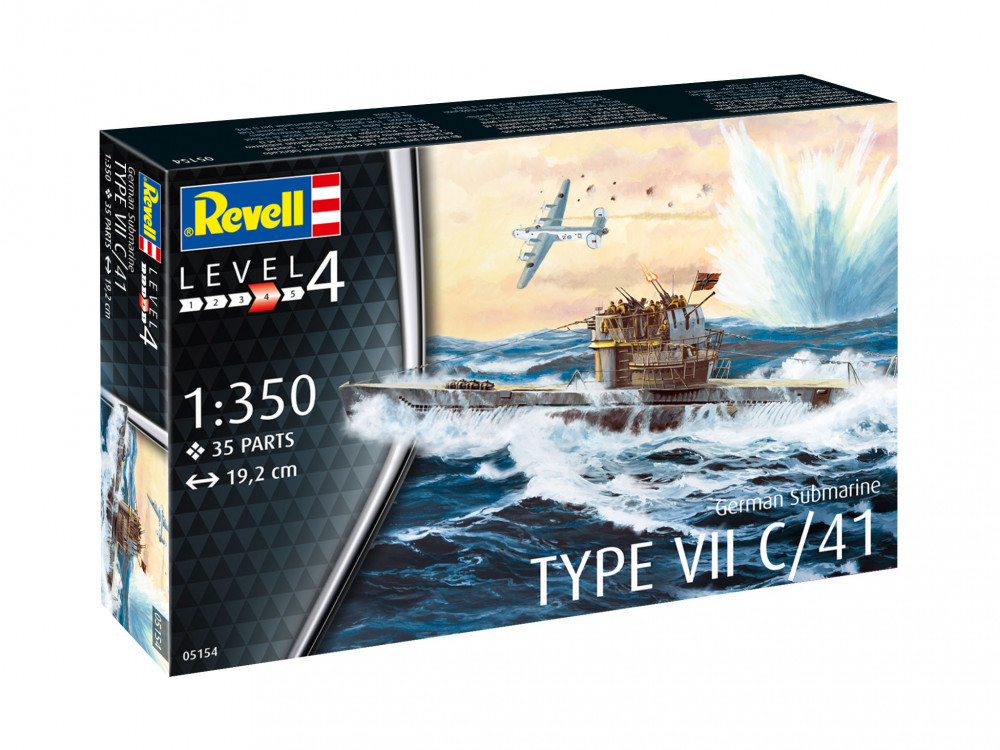 05154
German Submarine
TYPE VII C/41
1:350 35 PARTS 19,2 cm
Revell
LEVEL 4
® Revell
LEVEL 4
1 2 3 4 5
1:350
35 PARTS
19,2 cm
German Submarine
TYPE VII C/41
05154
05154